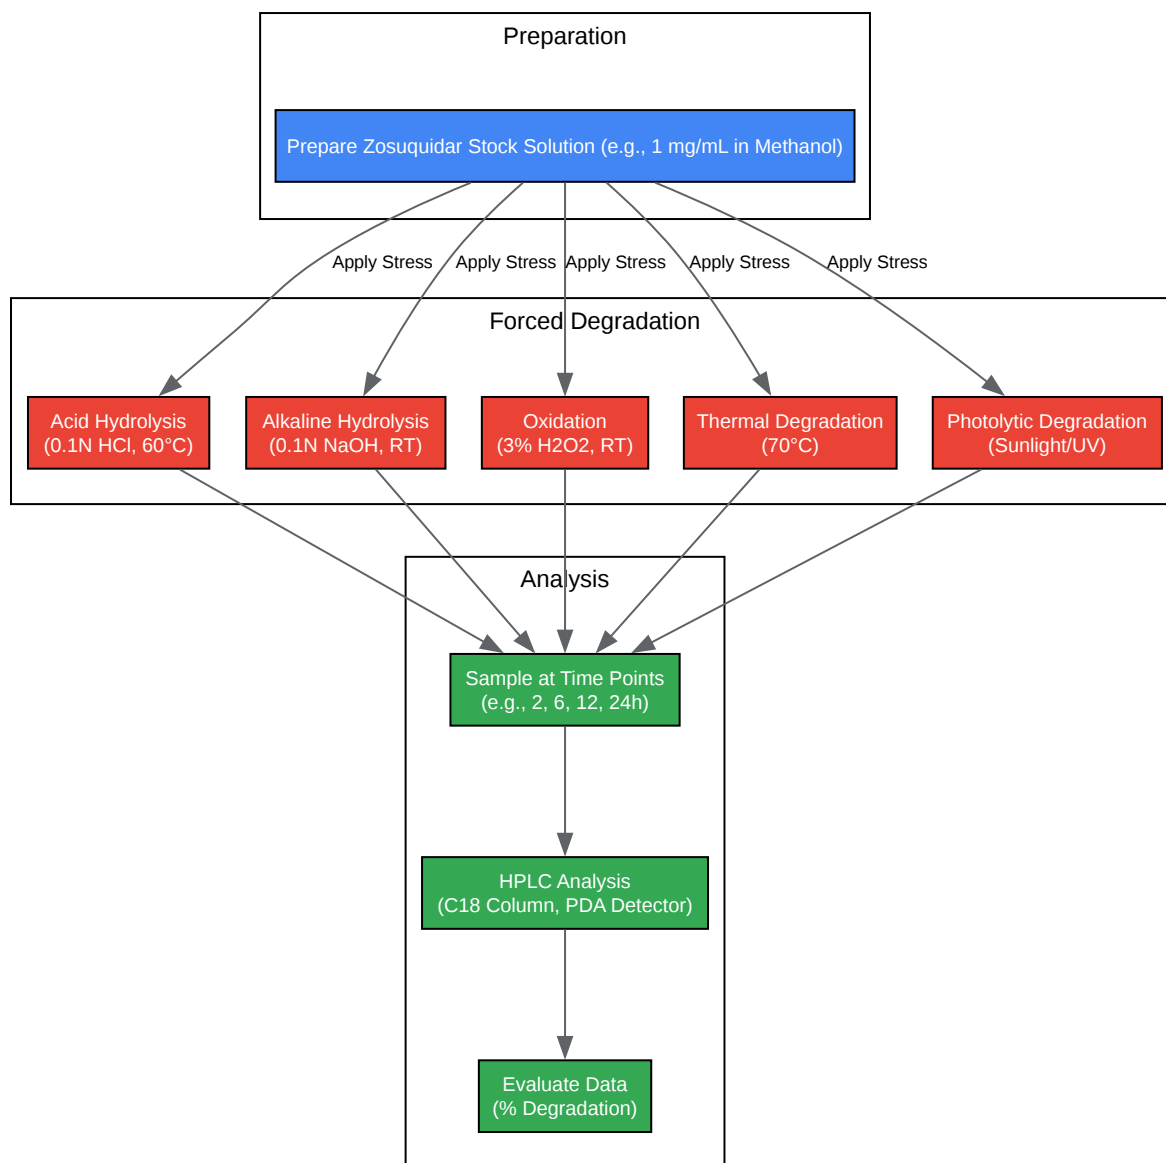 Preparation
Prepare Zosuquidar Stock Solution (e.g., 1 mg/mL in Methanol)
Apply Stress
Apply Stress
Apply Stress
Apply Stress
Apply Stress
Forced Degradation
Acid Hydrolysis
(0.1N HCl, 60°C)
Alkaline Hydrolysis
(0.1N NaOH, RT)
Oxidation
(3% H2O2, RT)
Thermal Degradation
(70°C)
Photolytic Degradation
(Sunlight/UV)
Analysis
Sample at Time Points
(e.g., 2, 6, 12, 24h)
HPLC Analysis
(C18 Column, PDA Detector)
Evaluate Data
(% Degradation)